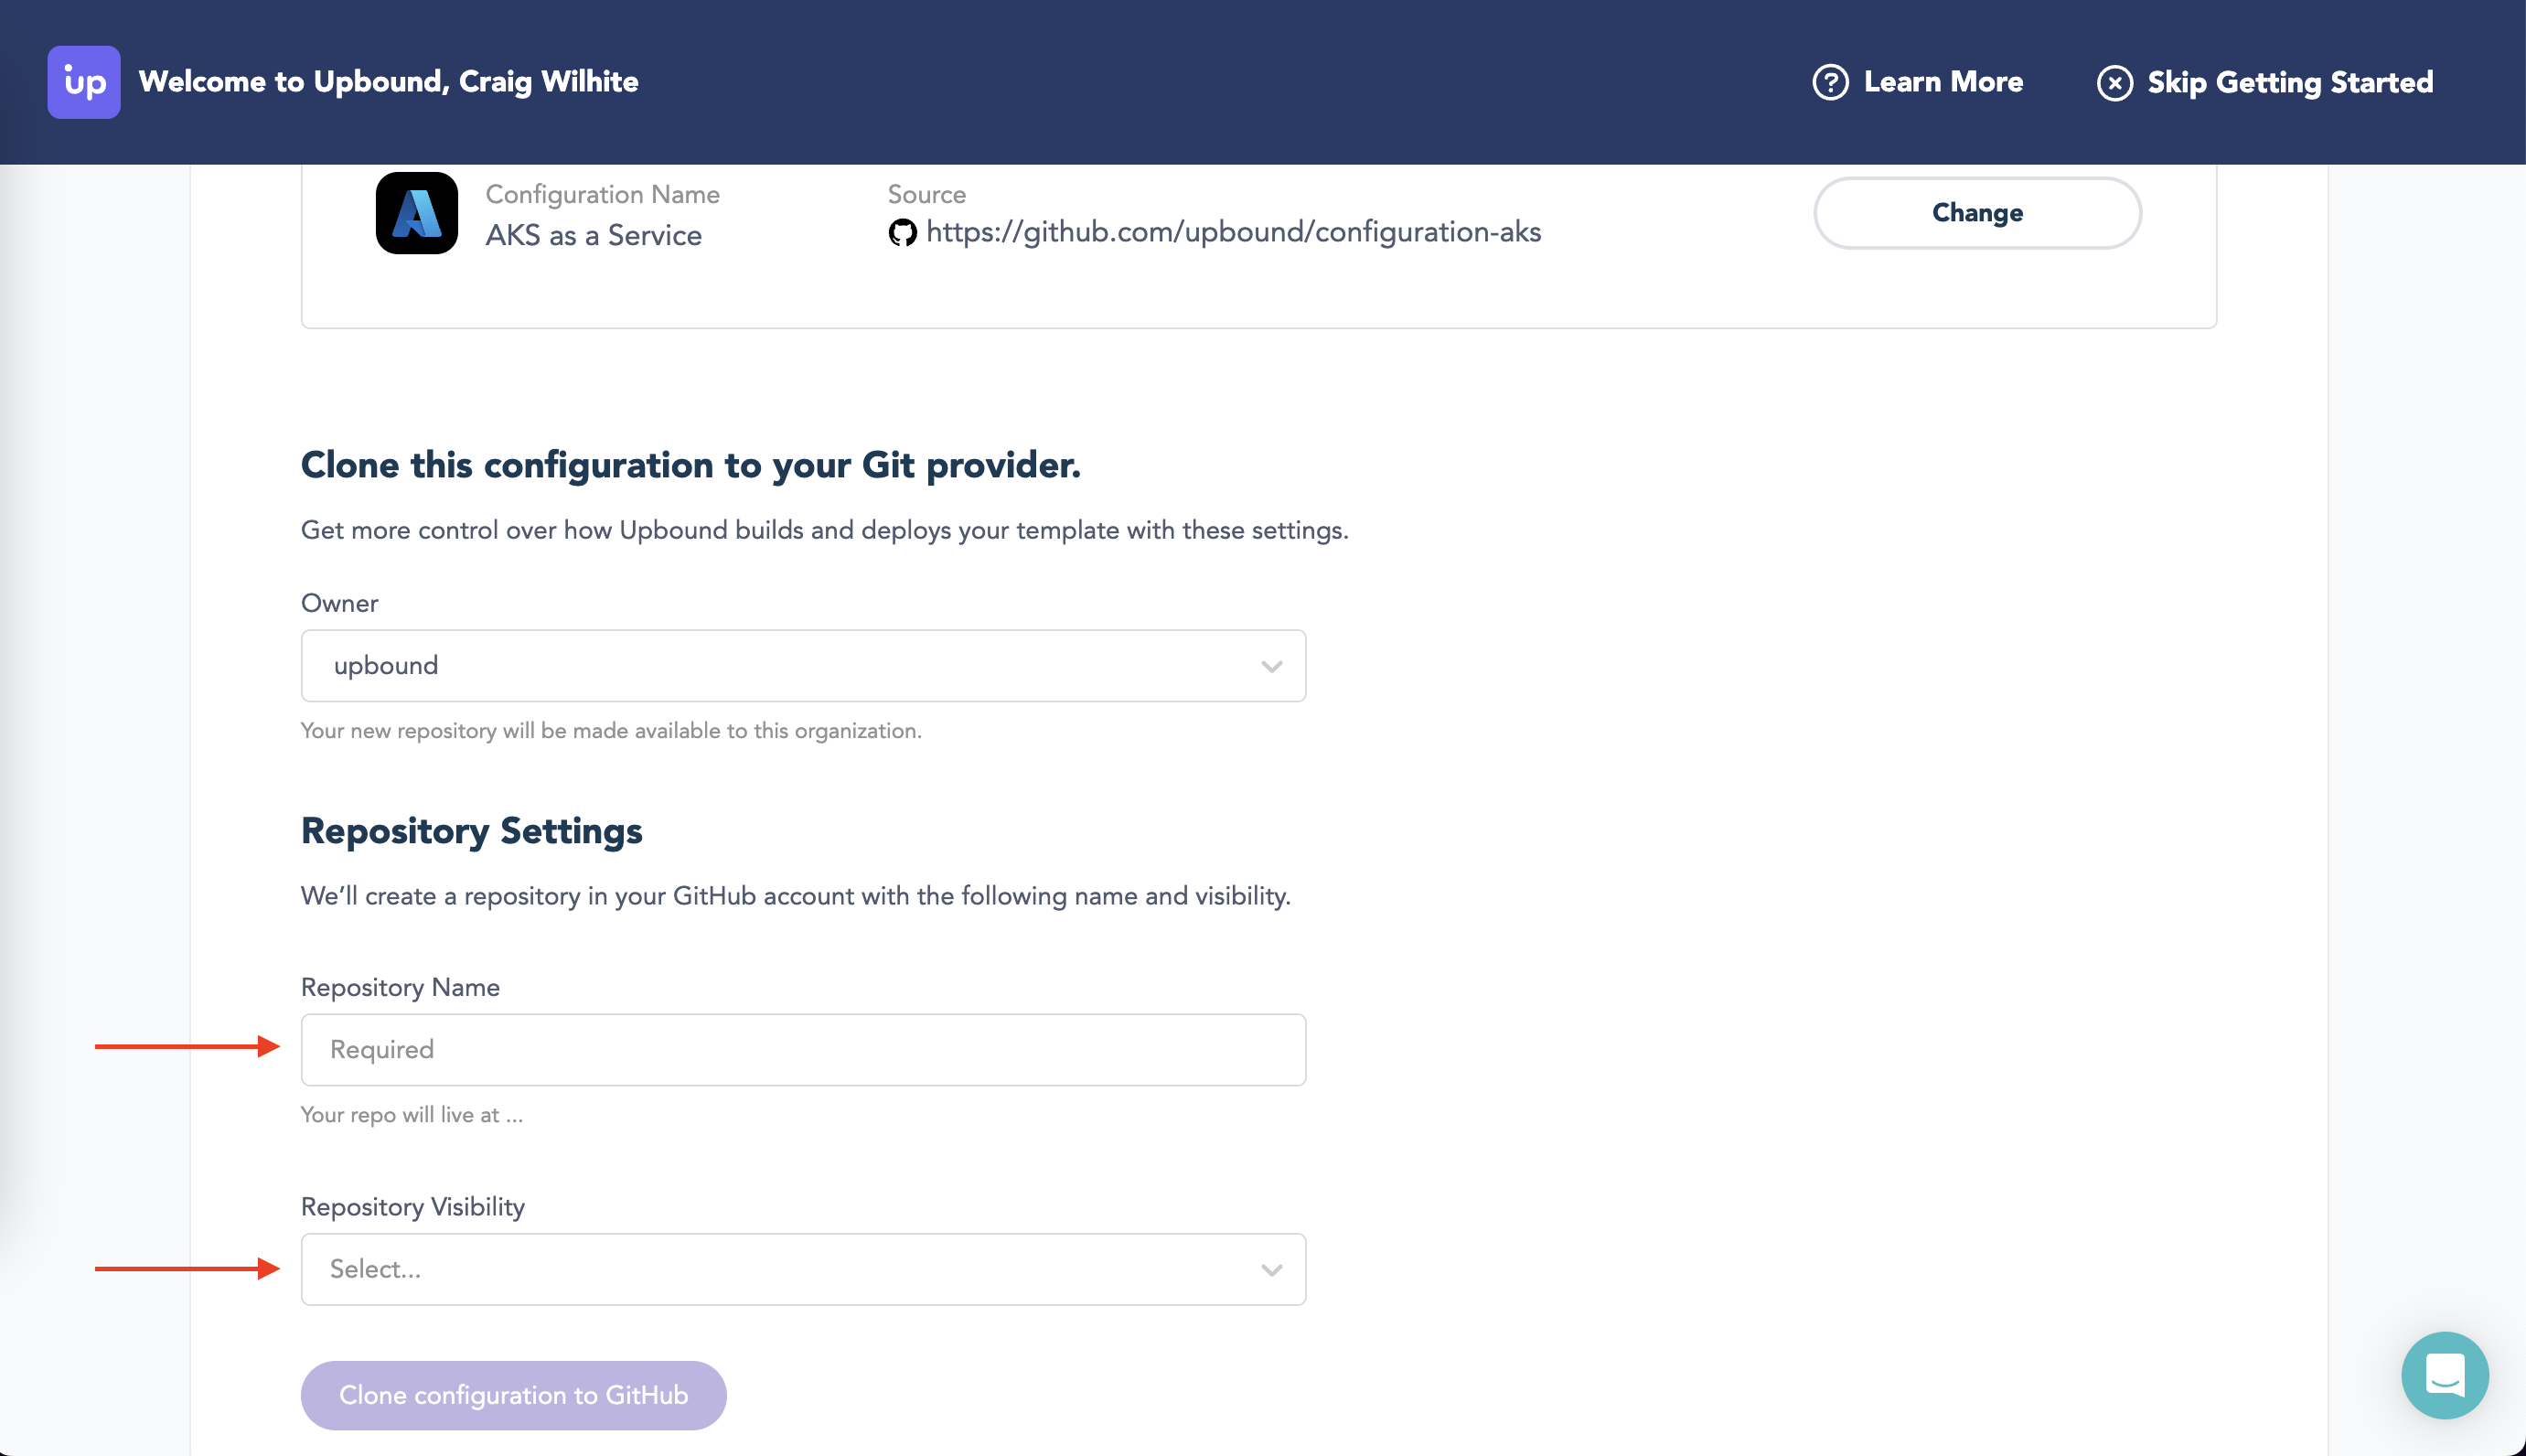 up Welcome to Upbound, Craig Wilhite
? Learn More
Skip Getting Started
Configuration Name
AKS as a Service
Source
https://github.com/upbound/configuration-aks
Change
Clone this configuration to your Git provider.
Get more control over how Upbound builds and deploys your template with these settings.
Owner
upbound
Your new repository will be made available to this organization.
Repository Settings
We’ll create a repository in your GitHub account with the following name and visibility.
Repository Name
Required
Your repo will live at ...
Repository Visibility
Select...
Clone configuration to GitHub